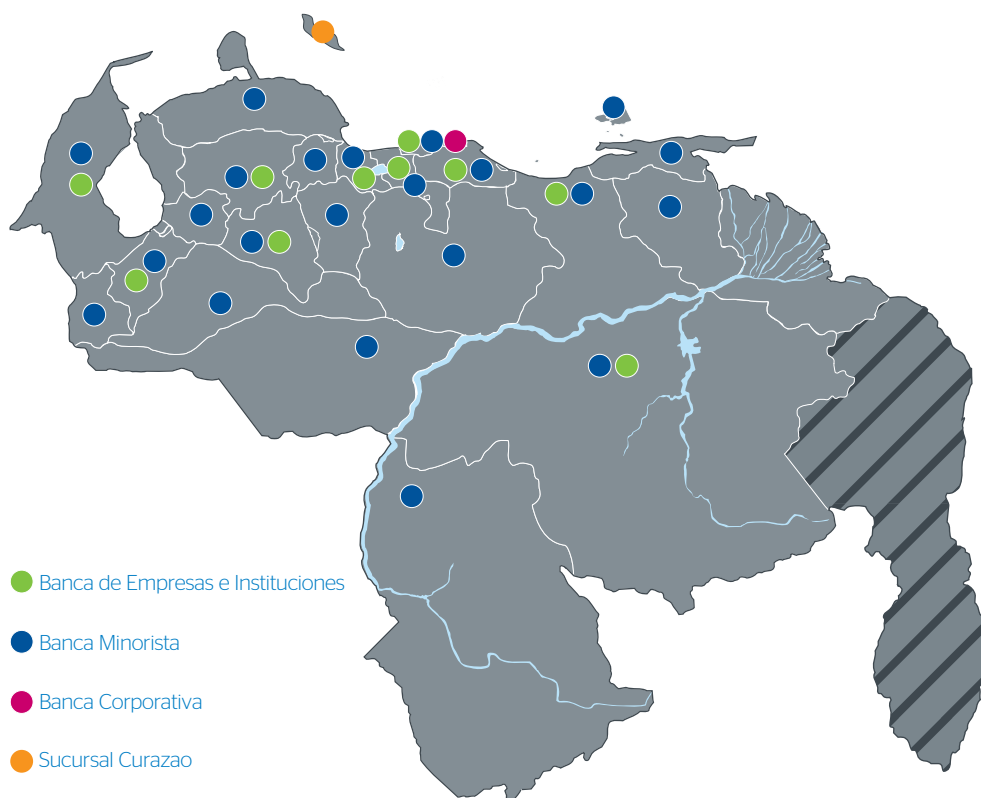 Banca de Empresas e Instituciones
Banca Minorista
Banca Corporativa
Sucursal Curazao